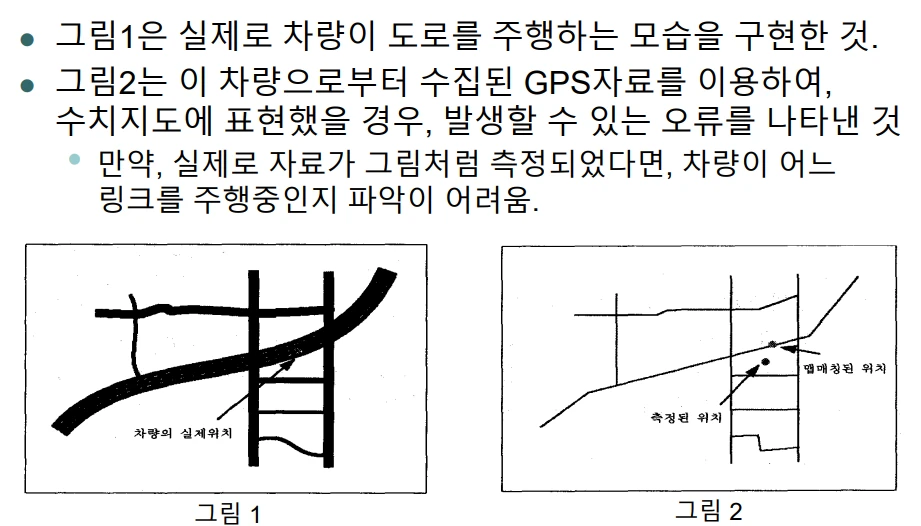 그림1은 실제로 차량이 도로를 주행하는 모습을 구현한 것.
그림2는 이 차량으로부터 수집된 GPS자료를 이용하여,
수치지도에 표현했을 경우, 발생할 수 있는 오류를 나타낸 것
만약, 실제로 자료가 그림처럼 측정되었다면, 차량이 어느
링크를 주행중인지 파악이 어려움.
차량의 실제위치
맵매칭된 위치
측정된 위치
그림 1
그림 2